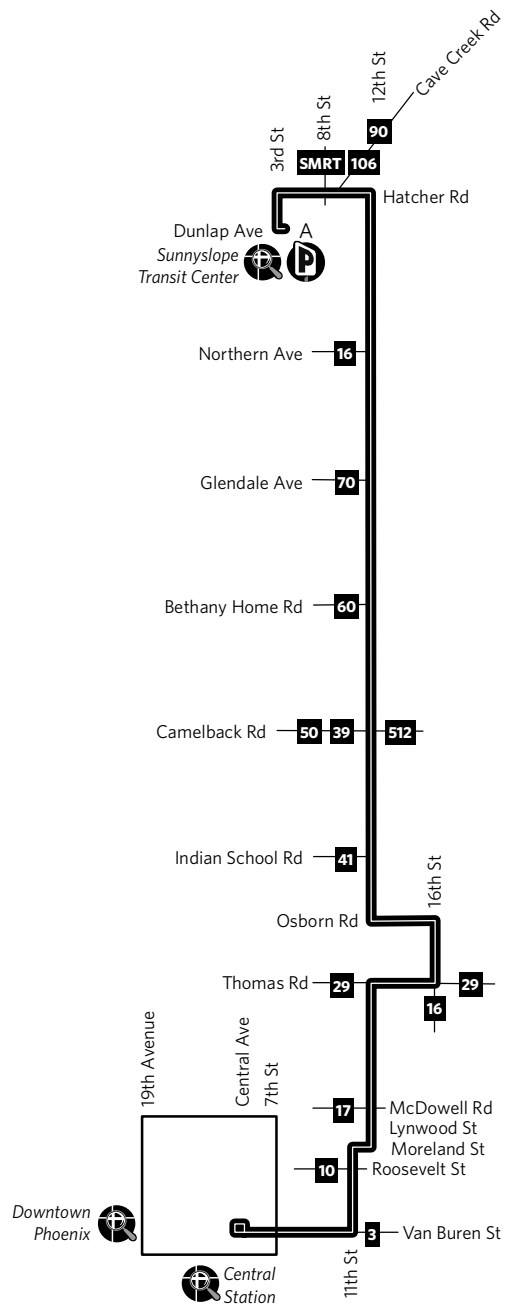 Cave Creek Rd
12th St
8th St
3rd St
90
SMRT 106
Hatcher Rd
Dunlap Ave A
Sunnyslope
Transit Center
P
Northern Ave 16
Glendale Ave 70
Bethany Home Rd 60
Camelback Rd 50 39 512
Indian School Rd 41
16th St
Osborn Rd
Thomas Rd 29 29
16
19th Avenue
Central Ave
7th St
17 McDowell Rd
Lynwood St
Moreland St
10 Roosevelt St
Downtown
Phoenix
3 Van Buren St
11th St
Central
Station